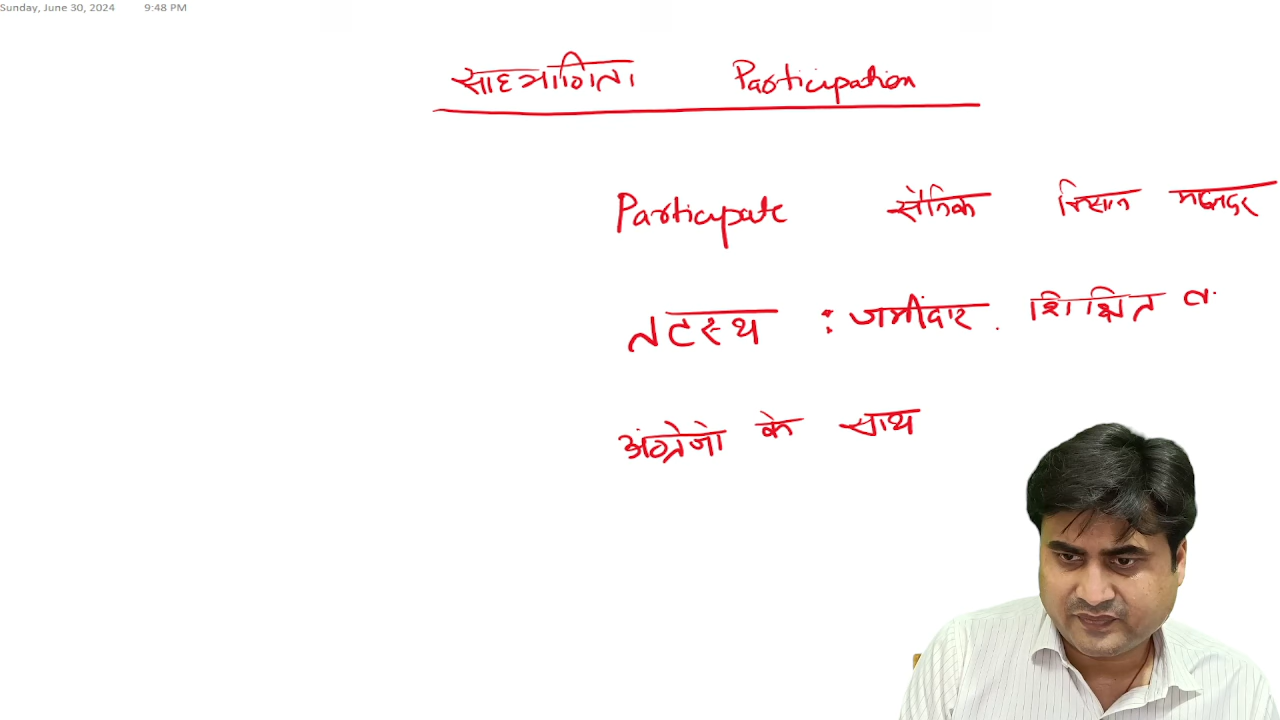 Sunday, June 30, 2024 9:48 PM
सहभागिता Participation
Participate सैनिक किसान मजदूर
तटस्थ : जमींदार . शिक्षित व.
अंग्रेजो के साथ